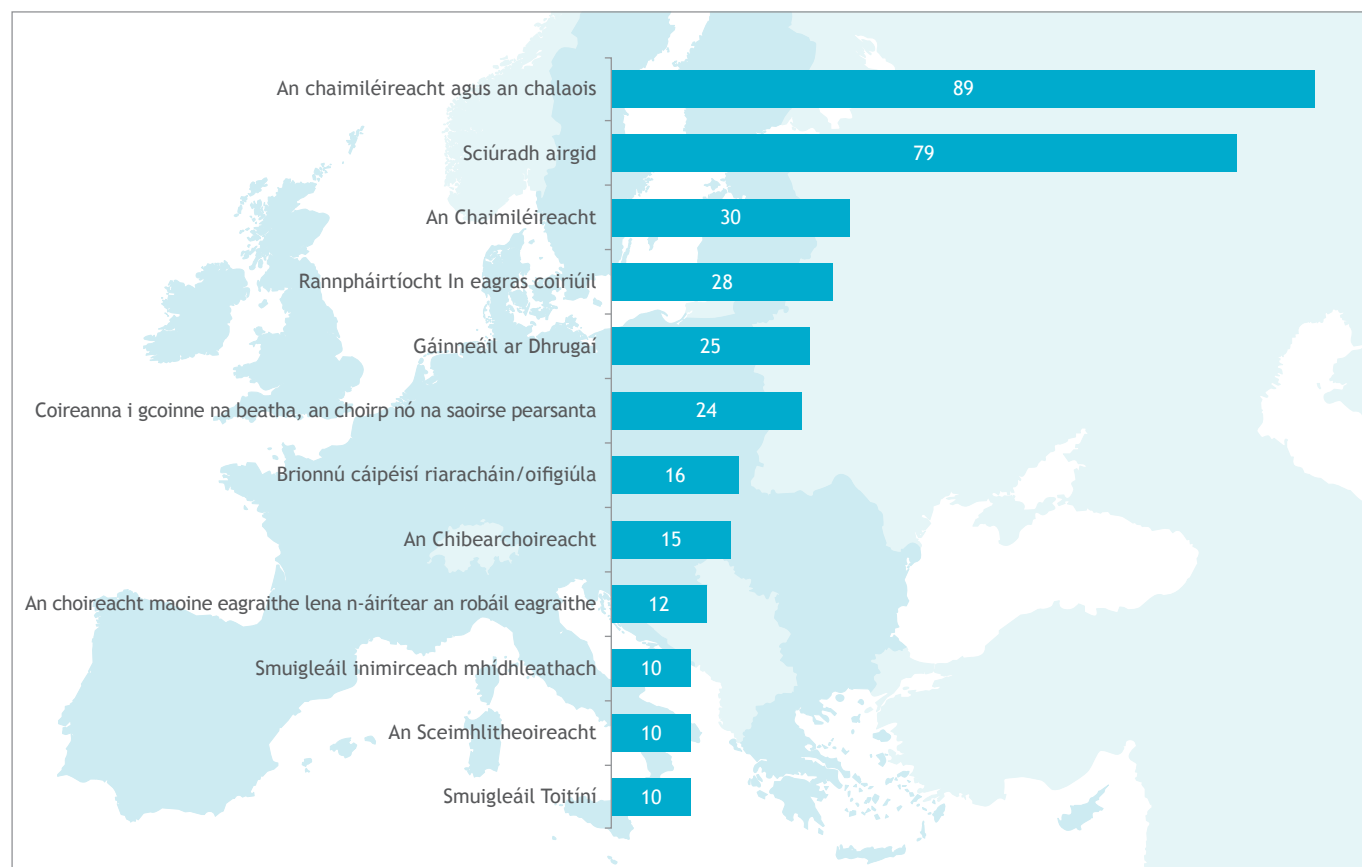 An chaimiléireacht agus an chalaois 89
Sciúradh airgid 79
An Chaimiléireacht 30
Rannpháirtíocht In eagras coiriúil 28
Gáinneáil ar Dhrugaí 25
Coireanna i gcoinne na beatha, an choirp nó na saoirse pearsanta 24
Brionnú cáipéisí riaracháin/oifigiúla 16
An Chibearchoireacht 15
An choireacht maoine eagraithe lena n-áirítear an robáil eagraithe 12
Smuigleáil inimirceach mhídhleathach 10
An Sceimhlitheoireacht 10
Smuigleáil Toitíní 10